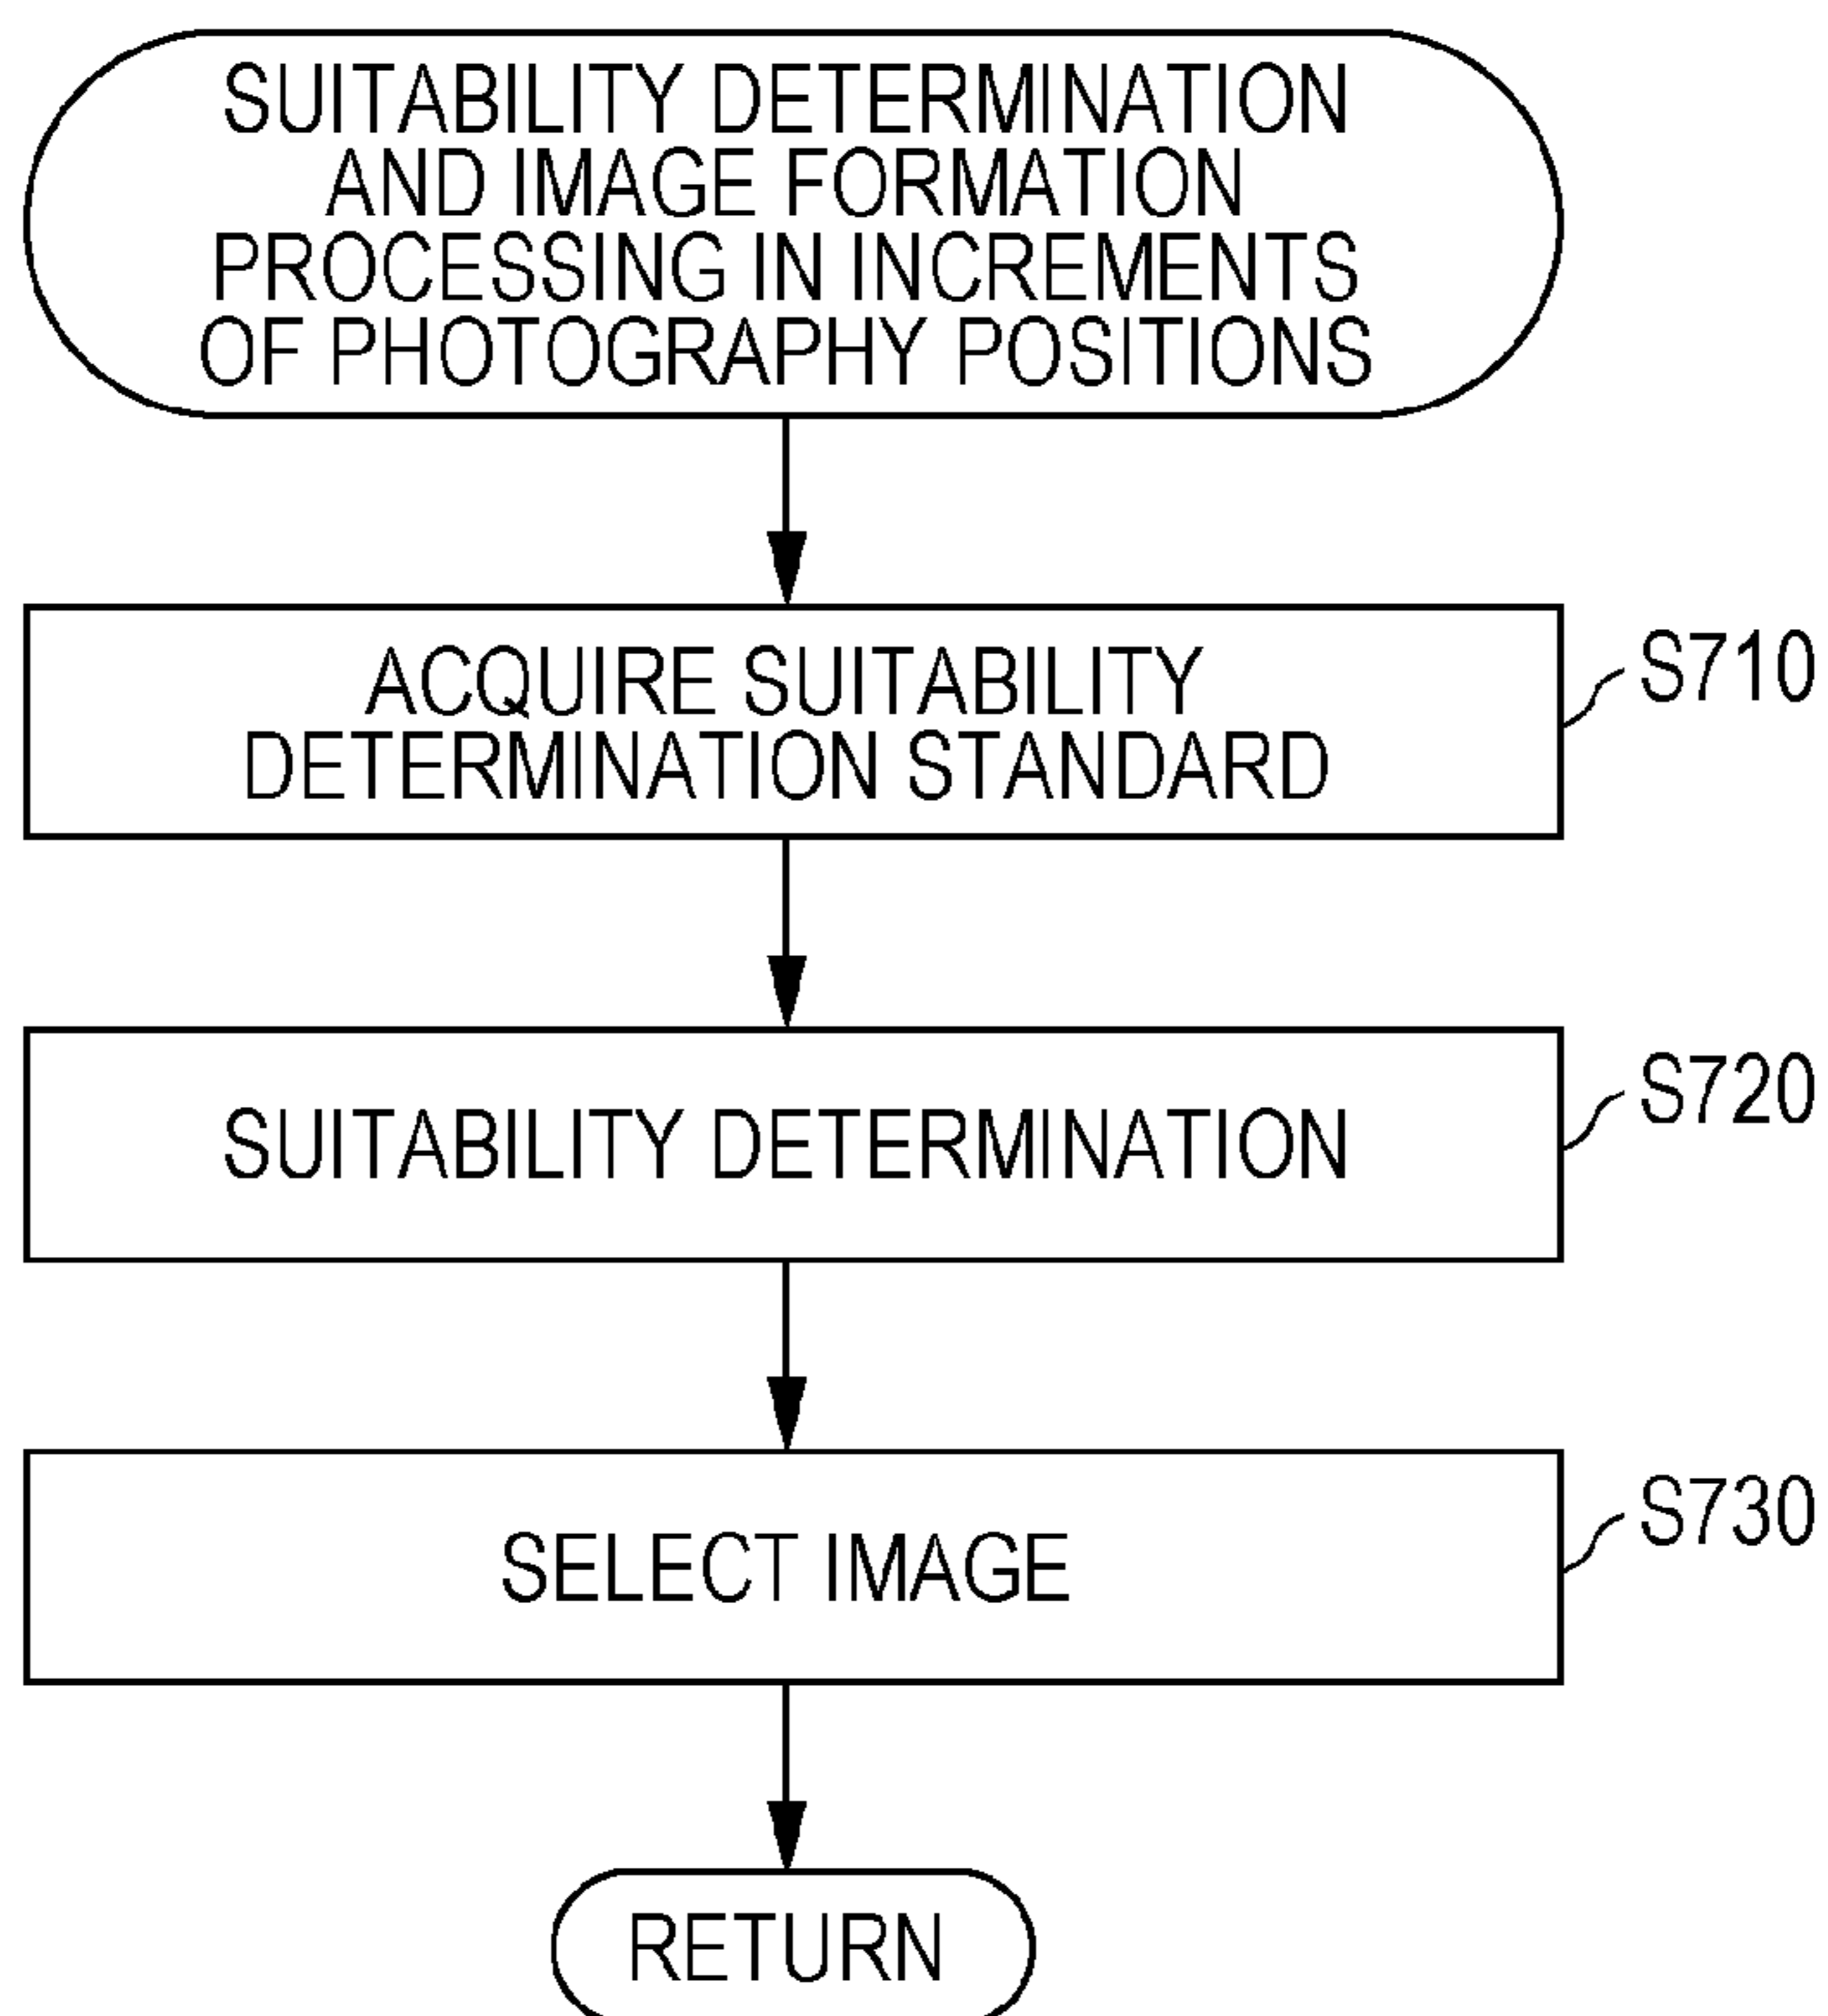 SUITABILITY DETERMINATION
AND IMAGE FORMATION
PROCESSING IN INCREMENTS
OF PHOTOGRAPHY POSITIONS
ACQUIRE SUITABILITY
DETERMINATION STANDARD
S710
SUITABILITY DETERMINATION
S720
SELECT IMAGE
S730
RETURN